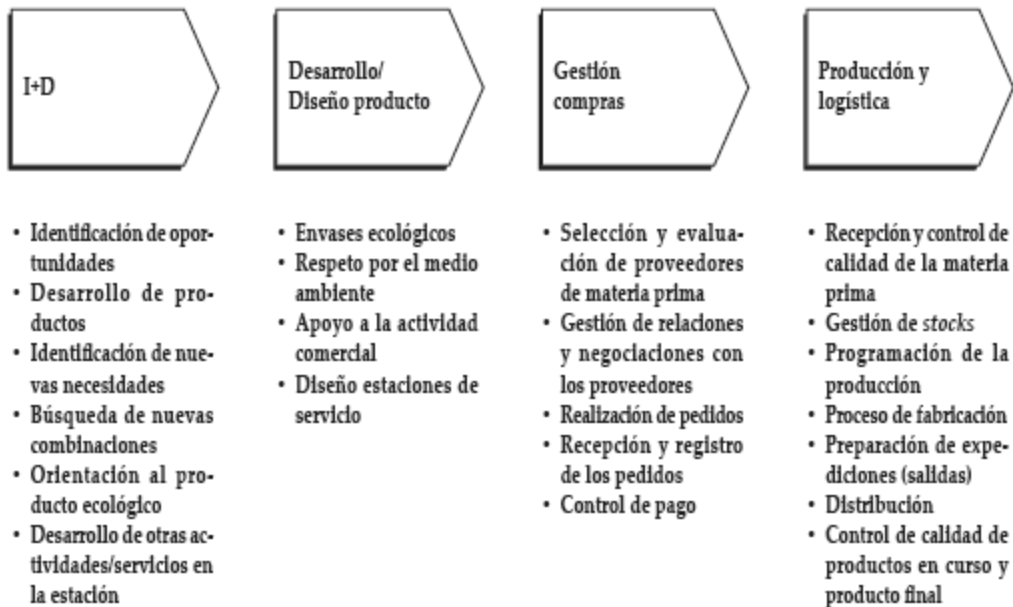 I+D
Desarrollo/
Diseño producto
Gestión
compras
Producción y
logística
• Identificación de opor-
tunidades
• Desarrollo de pro-
ductos
• Identificación de nue-
vas necesidades
• Búsqueda de nuevas
combinaciones
• Orientación al pro-
ducto ecológico
• Desarrollo de otras ac-
tividades/servicios en
la estación
• Envases ecológicos
• Respeto por el medio
ambiente
• Apoyo a la actividad
comercial
• Diseño estaciones de
servicio
• Selección y evalua-
ción de proveedores
de materia prima
• Gestión de relaciones
y negociaciones con
los proveedores
• Realización de pedidos
• Recepción y registro
de los pedidos
• Control de pago
• Recepción y control de
calidad de la materia
prima
• Gestión de stocks
• Programación de la
producción
• Proceso de fabricación
• Preparación de expe-
diciones (salidas)
• Distribución
• Control de calidad de
productos en curso y
producto final